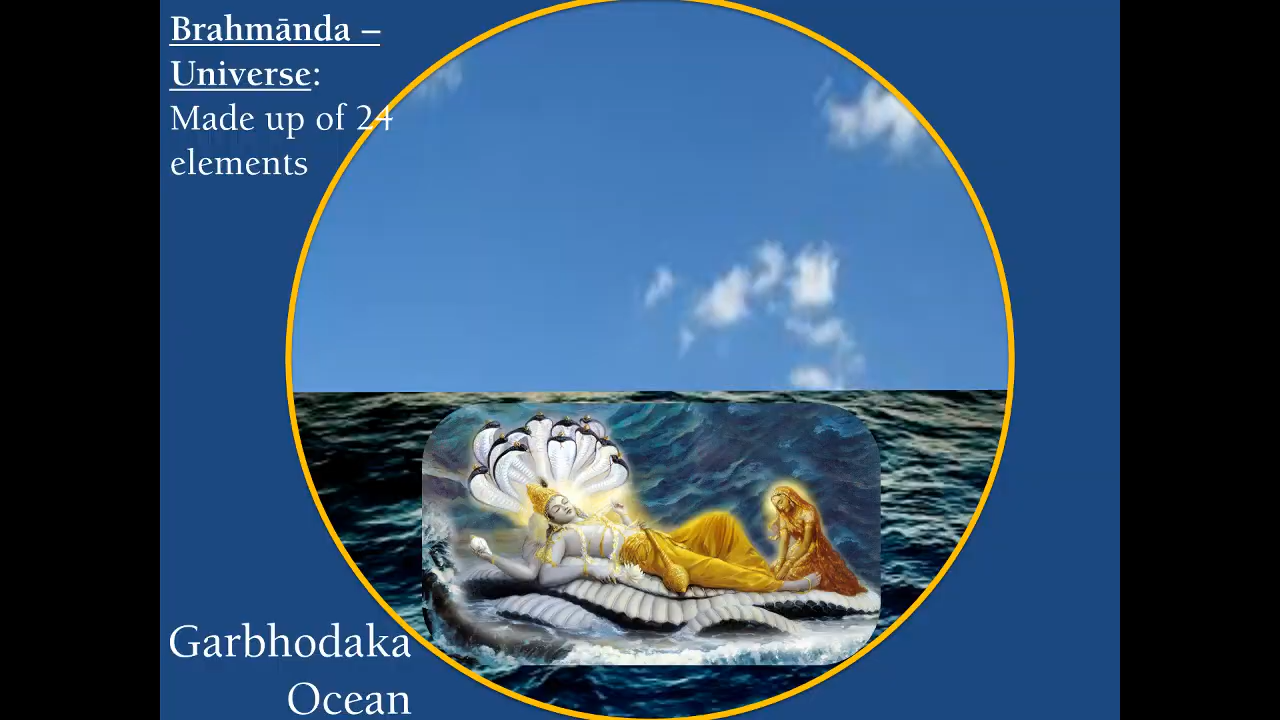 Brahmānda –
Universe:
Made up of 24
elements
Garbhodaka
Ocean